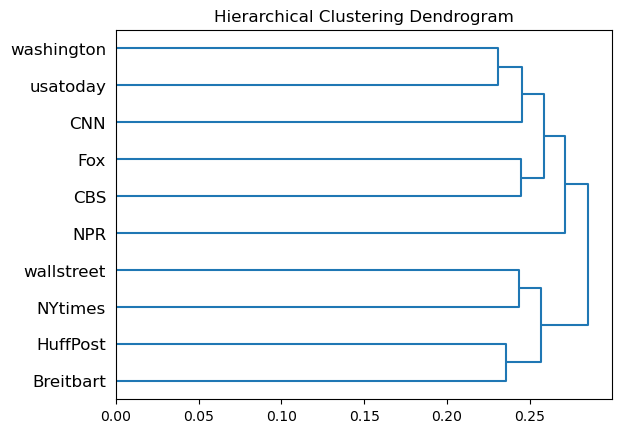 Hierarchical Clustering Dendrogram
washington
usatoday
CNN
Fox
CBS
NPR
wallstreet
NYtimes
HuffPost
Breitbart
0.00 0.05 0.10 0.15 0.20 0.25